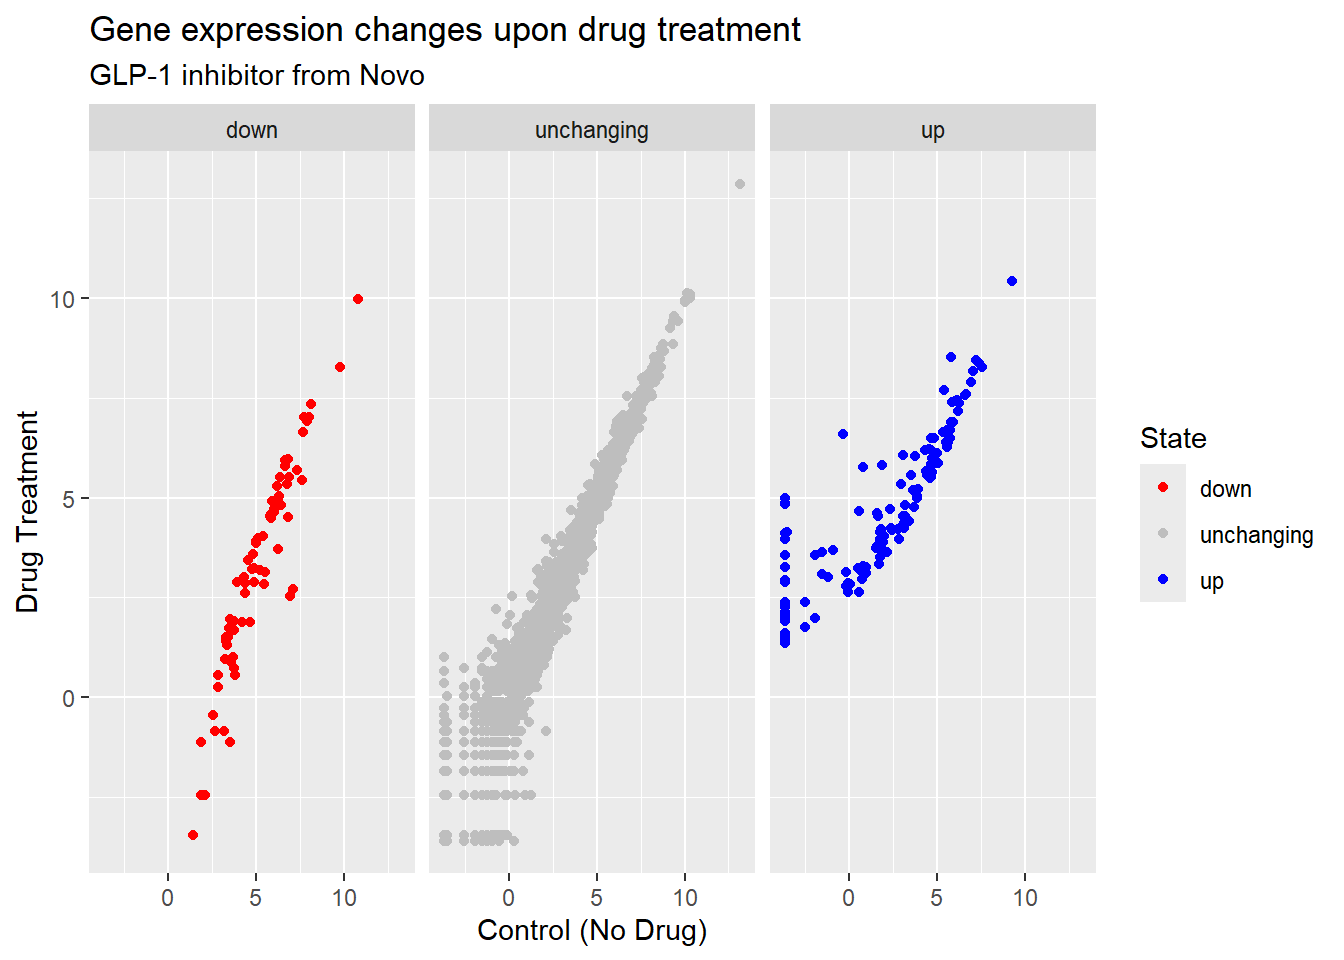 Gene expression changes upon drug treatment
GLP-1 inhibitor from Novo
down
unchanging
up
10
5
0
Drug Treatment
0 5 10
0 5 10
0 5 10
Control (No Drug)
State
down
unchanging
up